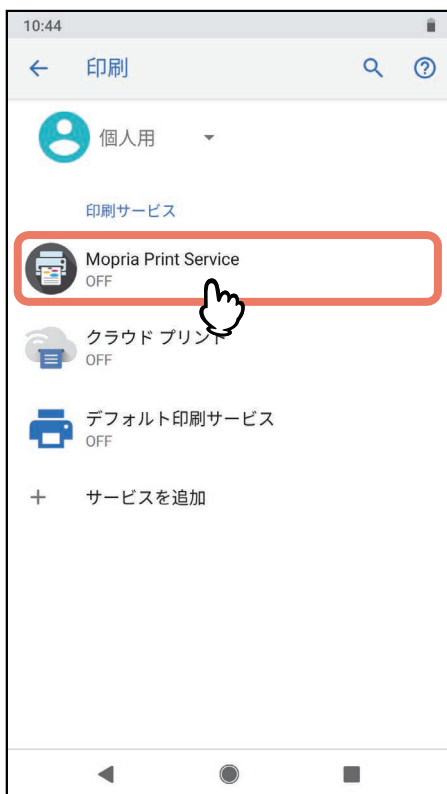 10:44
印刷
個人用
印刷サービス
Mopria Print Service
OFF
クラウド プリント
OFF
デフォルト印刷サービス
OFF
サービスを追加